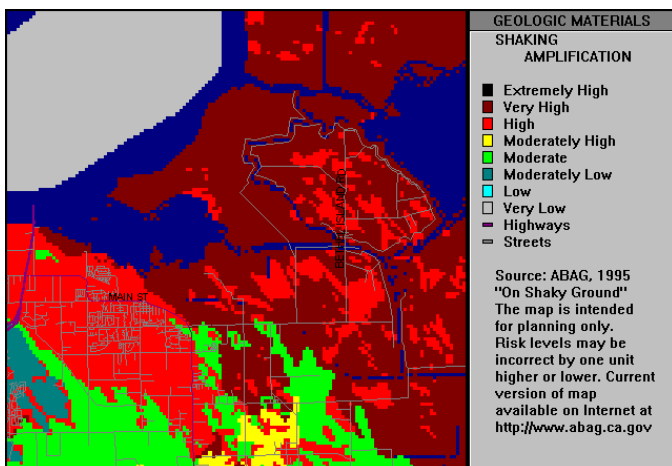 GEOLOGIC MATERIALS
SHAKING
AMPLIFICATION
Extremely High
Very High
High
Moderately High
Moderate
Moderately Low
Low
Very Low
Highways
Streets
Source: ABAG, 1995
"On Shaky Ground"
The map is intended
for planning only.
Risk levels may be
incorrect by one unit
higher or lower. Current
version of map
available on Internet at
http://www.abag.ca.gov
MAIN ST
ISLAND RD